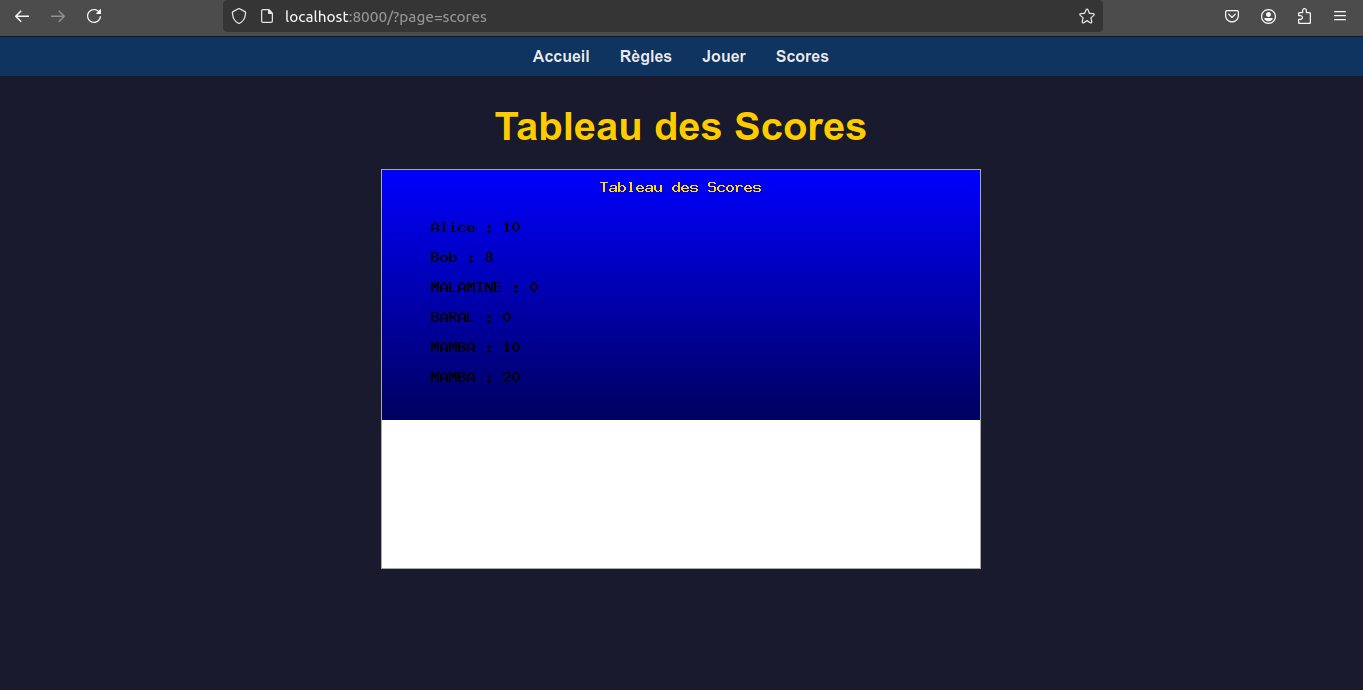 localhost:8000/?page=scores
Accueil Règles Jouer Scores
Tableau des Scores
Tableau des Scores
Alice : 10
Bob : 8
MALAMINE : 0
BARAL : 0
MAMBA : 10
MAMBA : 20